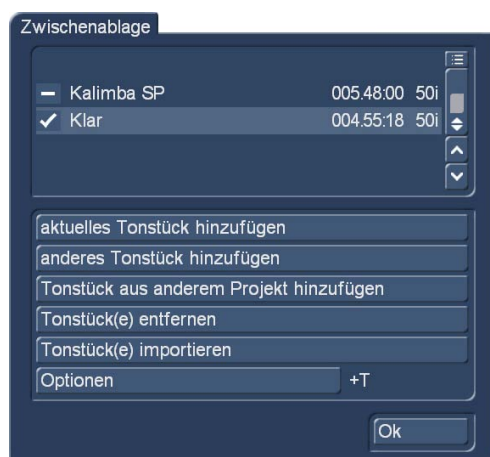 Zwischenablage
Kalimba SP 005.48:00 50i
Klar 004.55:18 50i
aktuelles Tonstück hinzufügen
anderes Tonstück hinzufügen
Tonstück aus anderem Projekt hinzufügen
Tonstück(e) entfernen
Tonstück(e) importieren
Optionen +T
Ok